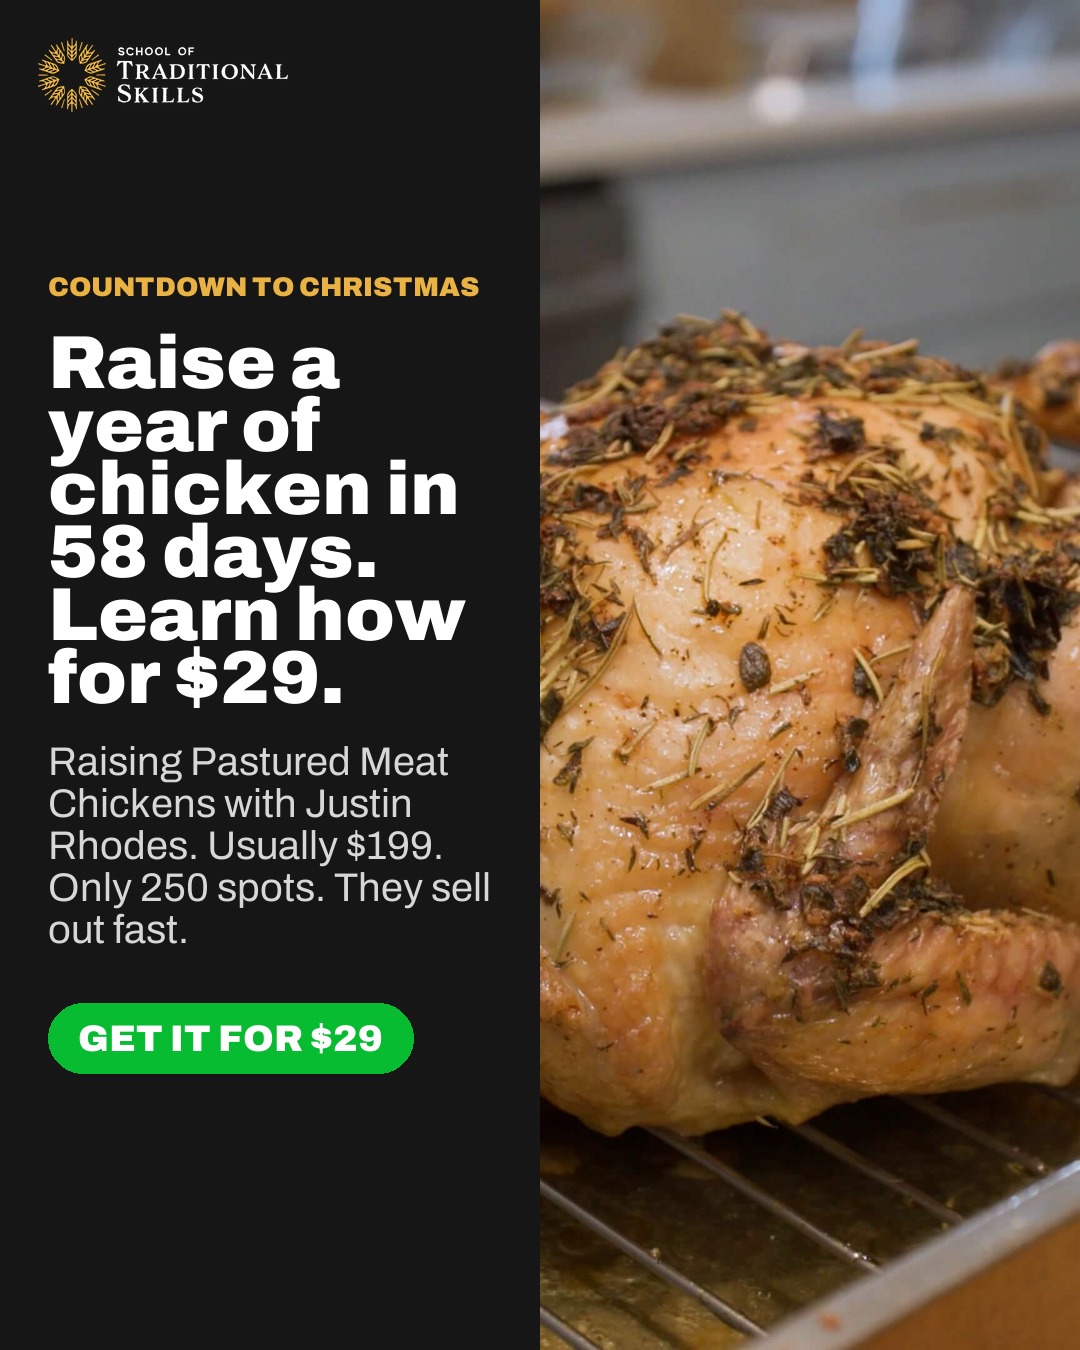 SCHOOL OF
TRADITIONAL
SKILLS
COUNTDOWN TO CHRISTMAS
Raise a
year of
chicken in
58 days.
Learn how
for $29.
Raising Pastured Meat
Chickens with Justin
Rhodes. Usually $199.
Only 250 spots. They sell
out fast.
GET IT FOR $29